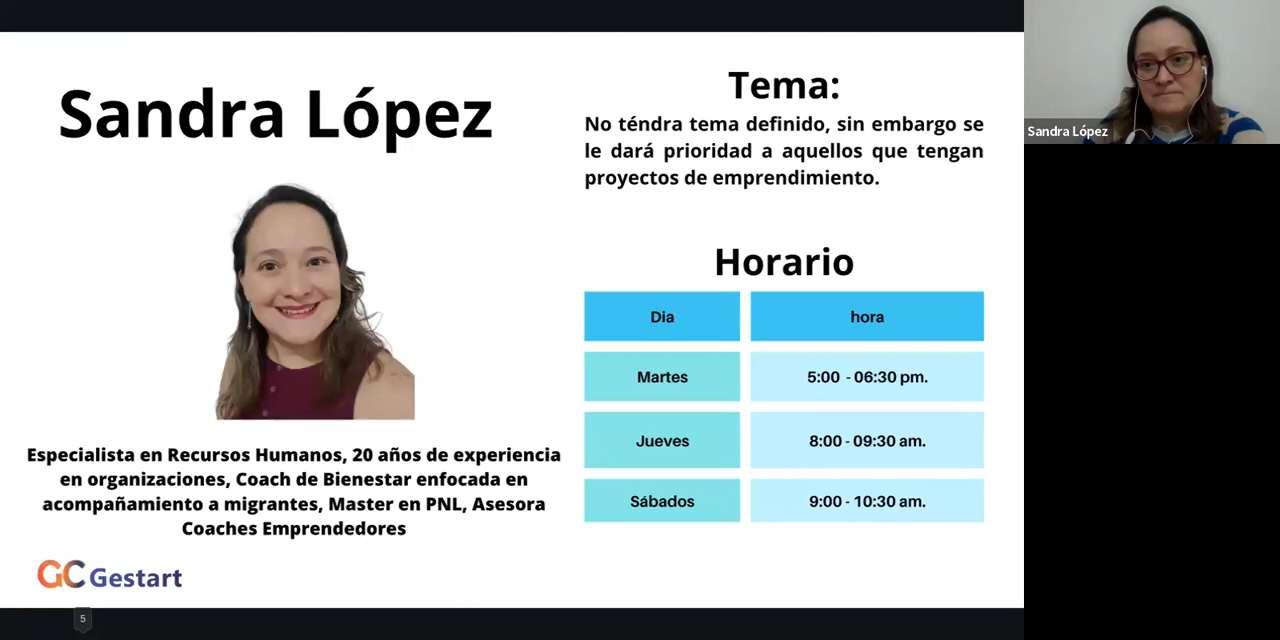 Sandra López
Tema:
No téndra tema definido, sin embargo se
le dará prioridad a aquellos que tengan
proyectos de emprendimiento.
Horario
Dia hora
Martes 5:00 - 06:30 pm.
Jueves 8:00 - 09:30 am.
Sábados 9:00 - 10:30 am.
Especialista en Recursos Humanos, 20 años de experiencia
en organizaciones, Coach de Bienestar enfocada en
acompañamiento a migrantes, Master en PNL, Asesora
Coaches Emprendedores
GC Gestart
5
Sandra López